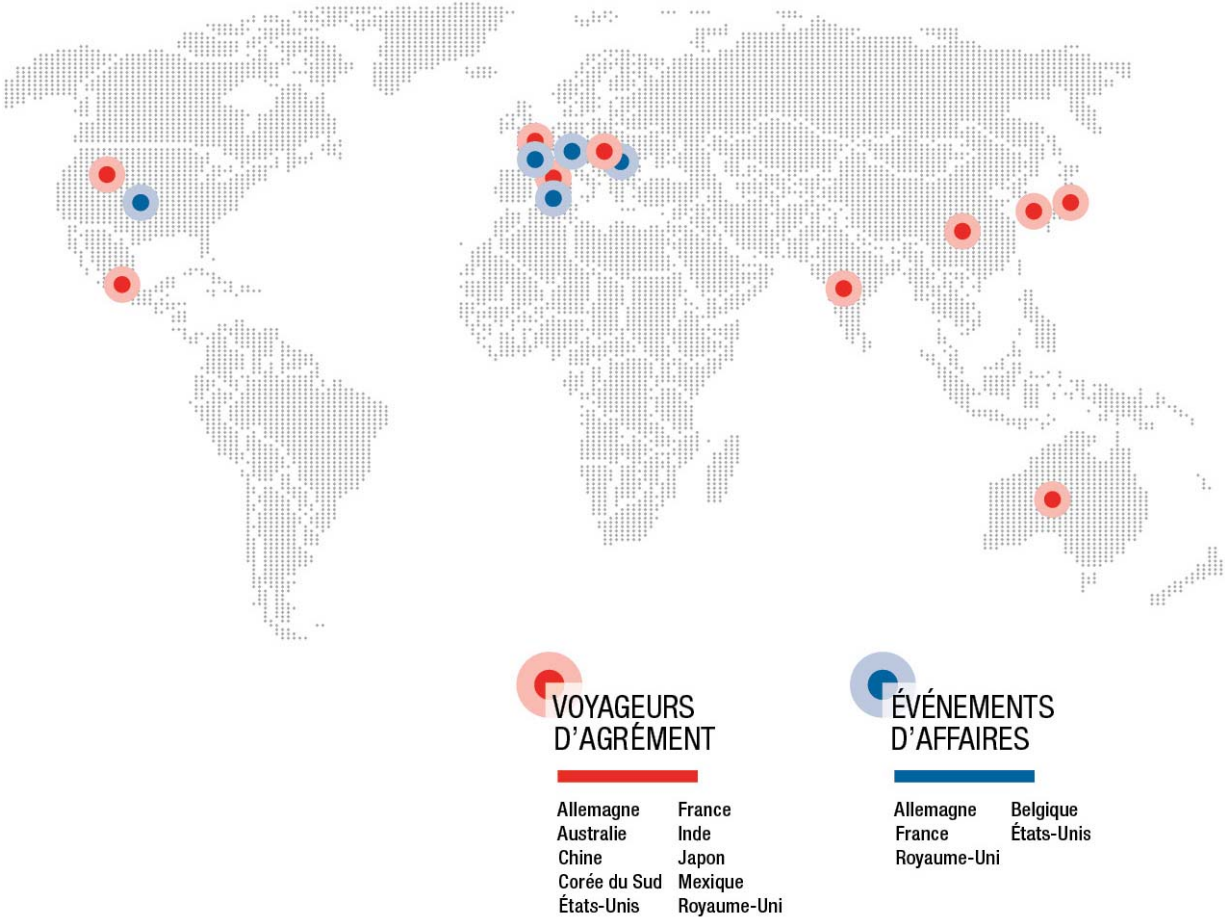 VOYAGEURS
D'AGRÉMENT
Allemagne
Australie
Chine
Corée du Sud
États-Unis
France
Inde
Japon
Mexique
Royaume-Uni
ÉVÉNEMENTS
D'AFFAIRES
Allemagne
France
Royaume-Uni
Belgique
États-Unis